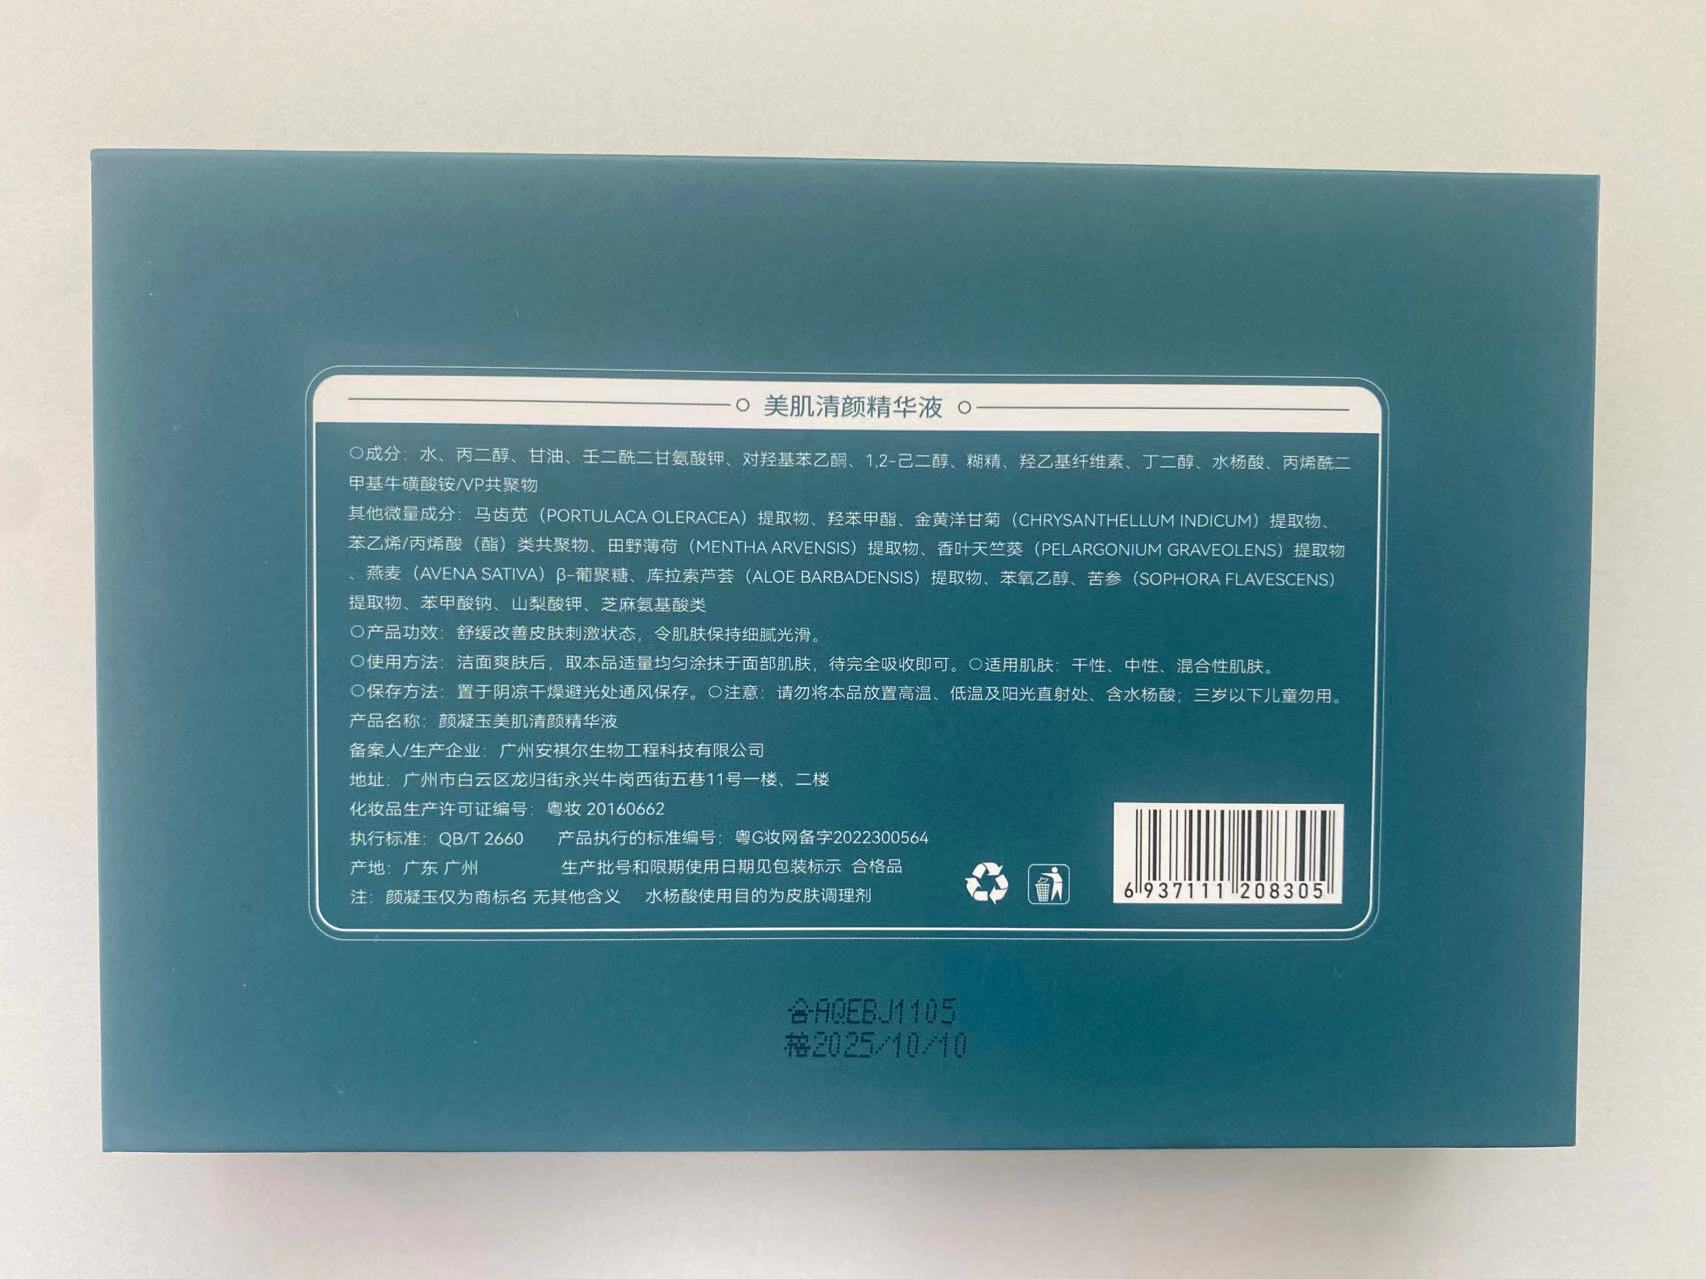 美肌清颜精华液
○成分：水、丙二醇、甘油、壬二酰二甘氨酸钾、对羟基苯乙酮、1,2-己二醇、糊精、羟乙基纤维素、丁二醇、水杨酸、丙烯酰二
甲基牛磺酸铵/VP共聚物
其他微量成分：马齿苋（PORTULACA OLERACEA）提取物、羟苯甲酯、金黄洋甘菊（CHRYSANTHELLUM INDICUM）提取物、
苯乙烯/丙烯酸（酯）类共聚物、田野薄荷（MENTHA ARVENSIS）提取物、香叶天竺葵（PELARGONIUM GRAVEOLENS）提取物
、燕麦（AVENA SATIVA）β-葡聚糖、库拉索芦荟（ALOE BARBADENSIS）提取物、苯氧乙醇、苦参（SOPHORA FLAVESCENS）
提取物、苯甲酸钠、山梨酸钾、芝麻氨基酸类
○产品功效：舒缓改善皮肤刺激状态，令肌肤保持细腻光滑。
○使用方法：洁面爽肤后，取本品适量均匀涂抹于面部肌肤，待完全吸收即可。○适用肌肤：干性、中性、混合性肌肤。
○保存方法：置于阴凉干燥避光处通风保存。○注意：请勿将本品放置高温、低温及阳光直射处、含水杨酸；三岁以下儿童勿用。
产品名称：颜凝玉美肌清颜精华液
备案人/生产企业：广州安祺尔生物工程科技有限公司
地址：广州市白云区龙归街永兴牛岗西街五巷11号一楼、二楼
化妆品生产许可证编号：粤妆 20160662
执行标准：QB/T 2660 产品执行的标准编号：粤G妆网备字2022300564
产地：广东 广州 生产批号和限期使用日期见包装标示 合格品
注：颜凝玉仅为商标名 无其他含义 水杨酸使用目的为皮肤调理剂
6 937111 208305
合AQEBJ1105
格2025/10/10